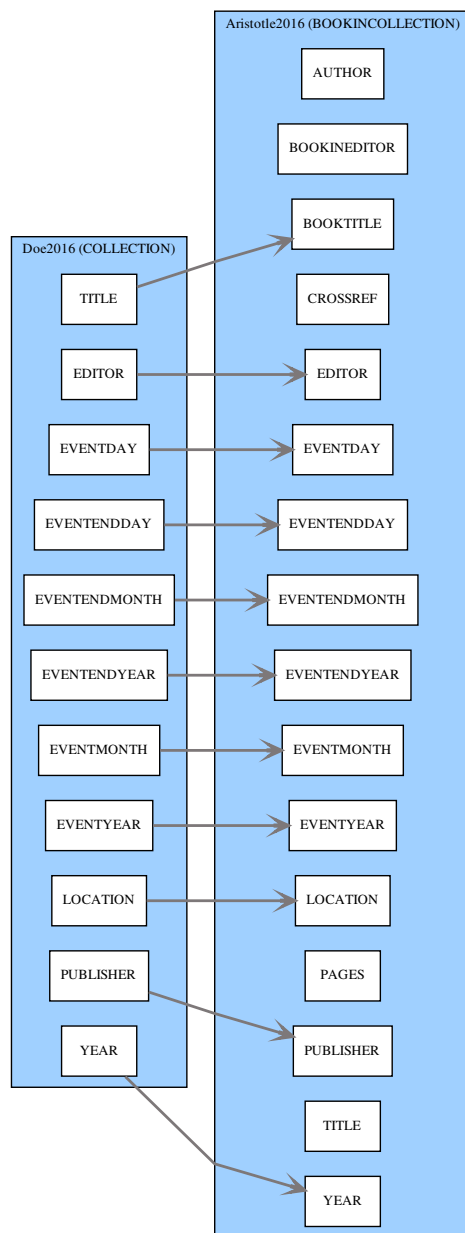 Doe2016 (COLLECTION)
TITLE
EDITOR
EVENTDAY
EVENTENDDAY
EVENTENDMONTH
EVENTENDYEAR
EVENTMONTH
EVENTYEAR
LOCATION
PUBLISHER
YEAR
Aristotle2016 (BOOKINCOLLECTION)
AUTHOR
BOOKINEDITOR
BOOKTITLE
CROSSREF
EDITOR
EVENTDAY
EVENTENDDAY
EVENTENDMONTH
EVENTENDYEAR
EVENTMONTH
EVENTYEAR
LOCATION
PAGES
PUBLISHER
TITLE
YEAR